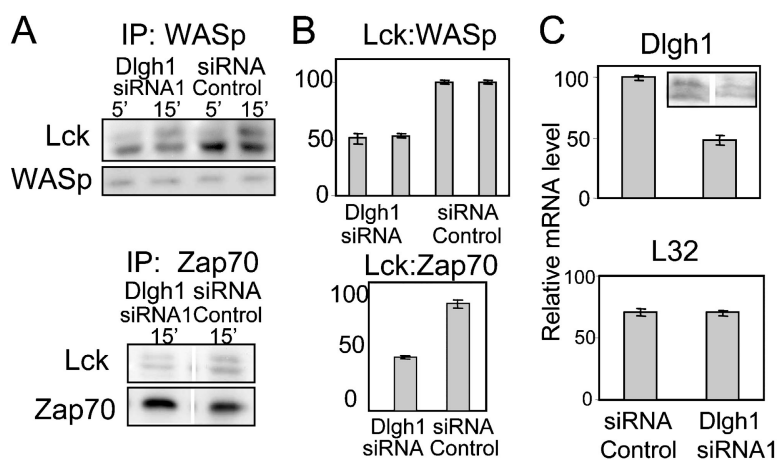 A
IP: WASp
Dlgh1 siRNA
siRNA1 Control
5’ 15’ 5’ 15’
Lck
WASp
IP: Zap70
Dlgh1 siRNA
siRNA1 Control
15’ 15’
Lck
Zap70
B
Lck:WASp
100
50
0
Dlgh1 siRNA
siRNA Control
Lck:Zap70
100
50
0
Dlgh1 siRNA
siRNA Control
C
Relative mRNA level
Dlgh1
100
50
0
L32
100
50
0
siRNA Dlgh1
Control siRNA1